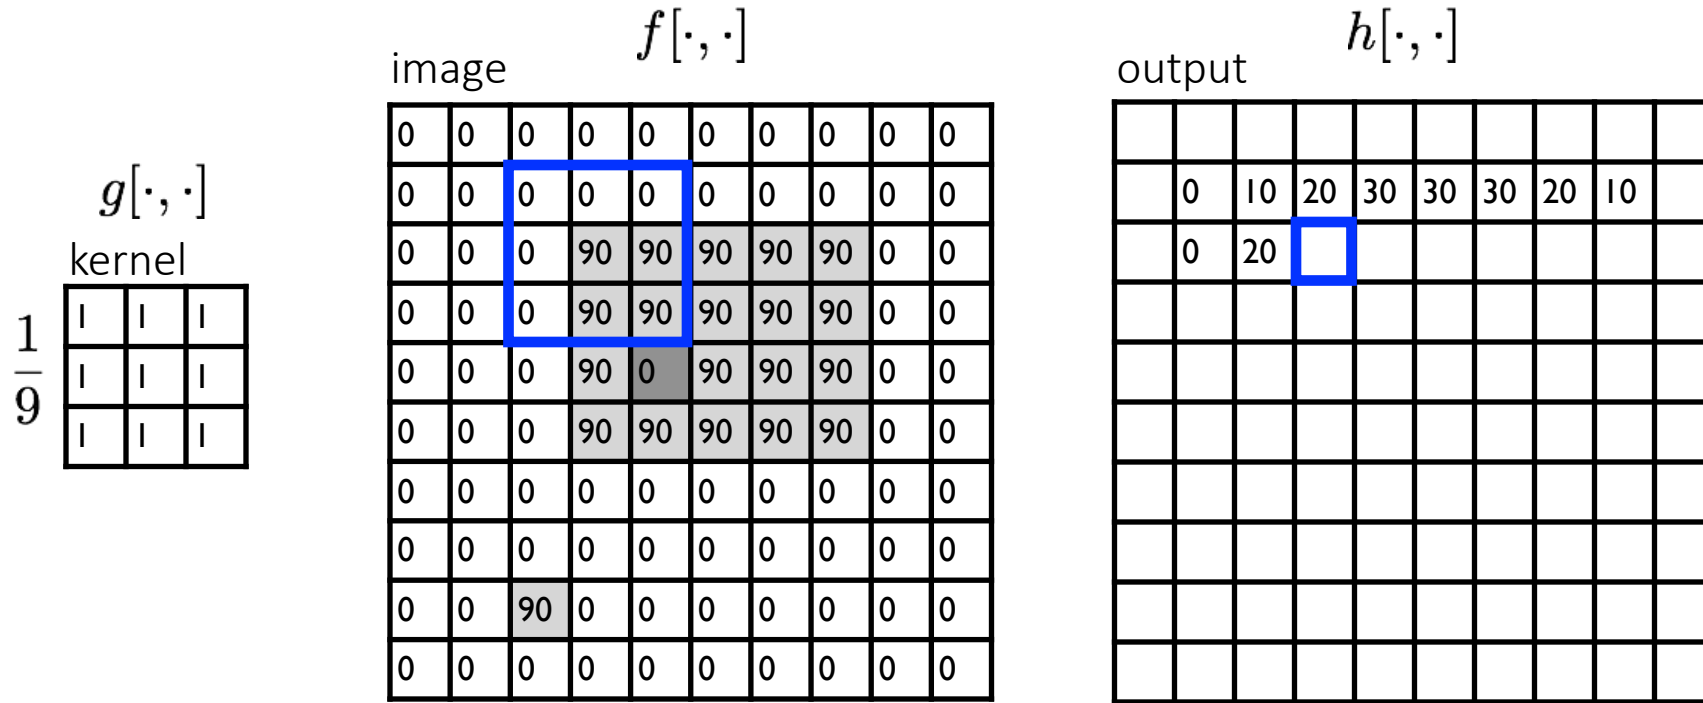 f[·, ·]
h[·, ·]
image
output
g[·, ·]
kernel
1/9
1 1 1
1 1 1
1 1 1
0 0 0 0 0 0 0 0 0 0
0 0 0 0 0 0 0 0 0 0
0 0 0 90 90 90 90 90 0 0
0 0 0 90 90 90 90 90 0 0
0 0 0 90 0 90 90 90 0 0
0 0 0 90 90 90 90 90 0 0
0 0 0 0 0 0 0 0 0 0
0 0 0 0 0 0 0 0 0 0
0 0 90 0 0 0 0 0 0 0
0 0 0 0 0 0 0 0 0 0
0 10 20 30 30 30 20 10
0 20